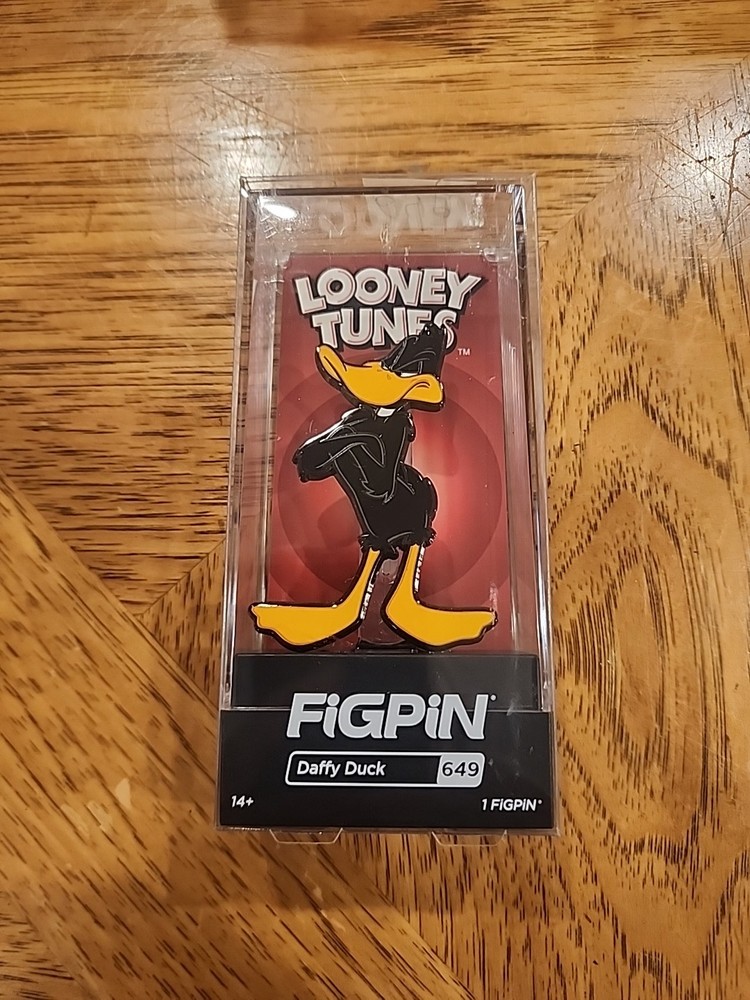 LOONEY
TUNES
TM
FiGPiN
Daffy Duck 649
14+ 1 FiGPiN